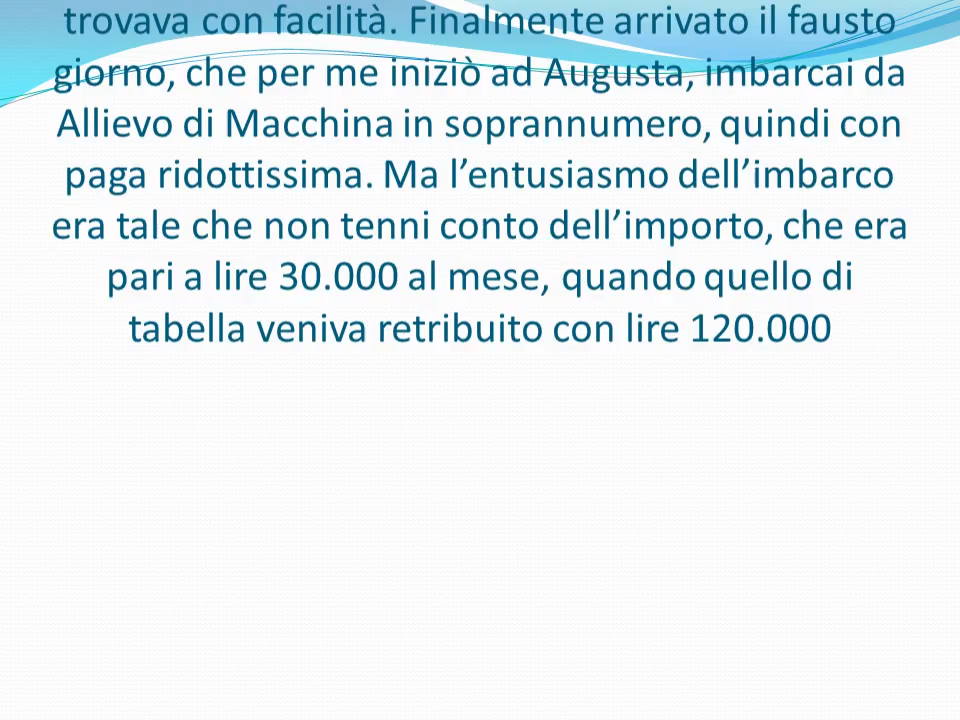 trovava con facilità. Finalmente arrivato il fausto
giorno, che per me iniziò ad Augusta, imbarcai da
Allievo di Macchina in soprannumero, quindi con
paga ridottissima. Ma l’entusiasmo dell’imbarco
era tale che non tenni conto dell’importo, che era
pari a lire 30.000 al mese, quando quello di
tabella veniva retribuito con lire 120.000